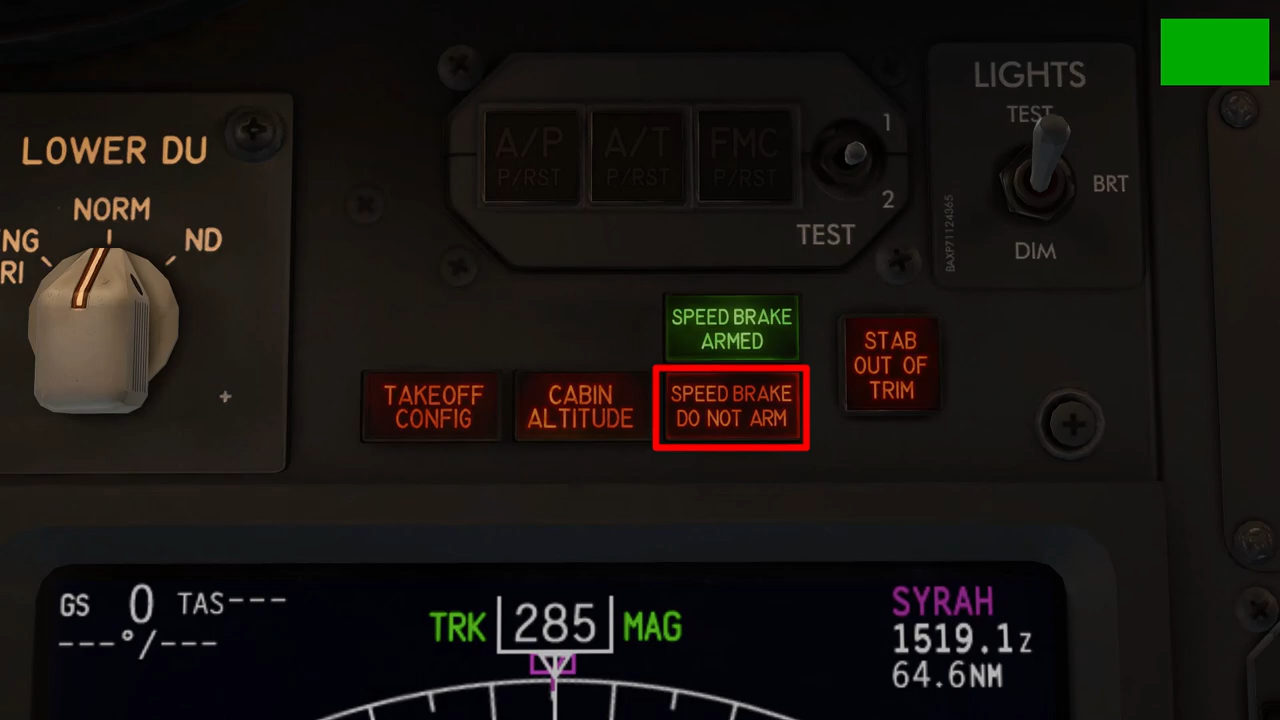 LOWER DU
NORM
ND
A/P
P/RST
A/T
P/RST
FMC
P/RST
1
2
TEST
LIGHTS
TEST
BRT
DIM
BAXP71124365
SPEED BRAKE
ARMED
TAKEOFF
CONFIG
CABIN
ALTITUDE
SPEED BRAKE
DO NOT ARM
STAB
OUT OF
TRIM
GS 0 TAS---
---°/---
TRK 285 MAG
SYRAH
1519.1z
64.6NM